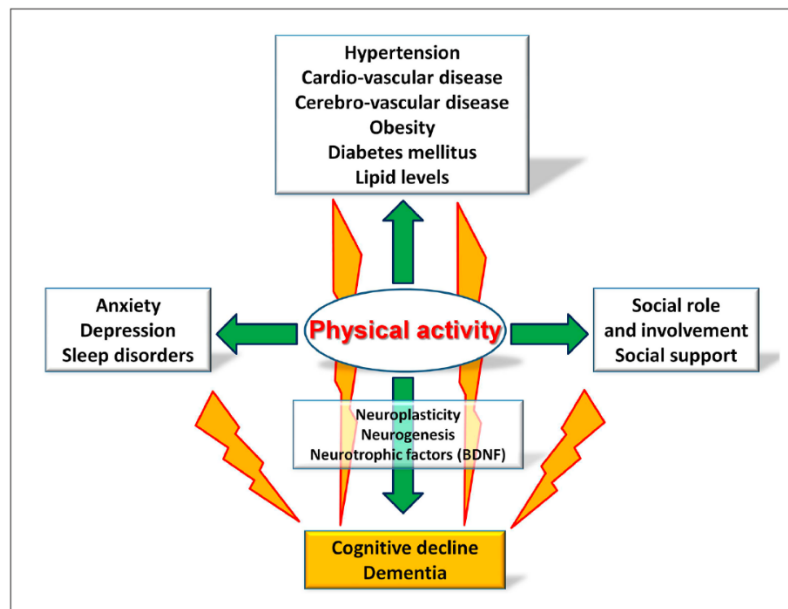 Hypertension
Cardio-vascular disease
Cerebro-vascular disease
Obesity
Diabetes mellitus
Lipid levels
Anxiety
Depression
Sleep disorders
Physical activity
Social role
and involvement
Social support
Neuroplasticity
Neurogenesis
Neurotrophic factors (BDNF)
Cognitive decline
Dementia